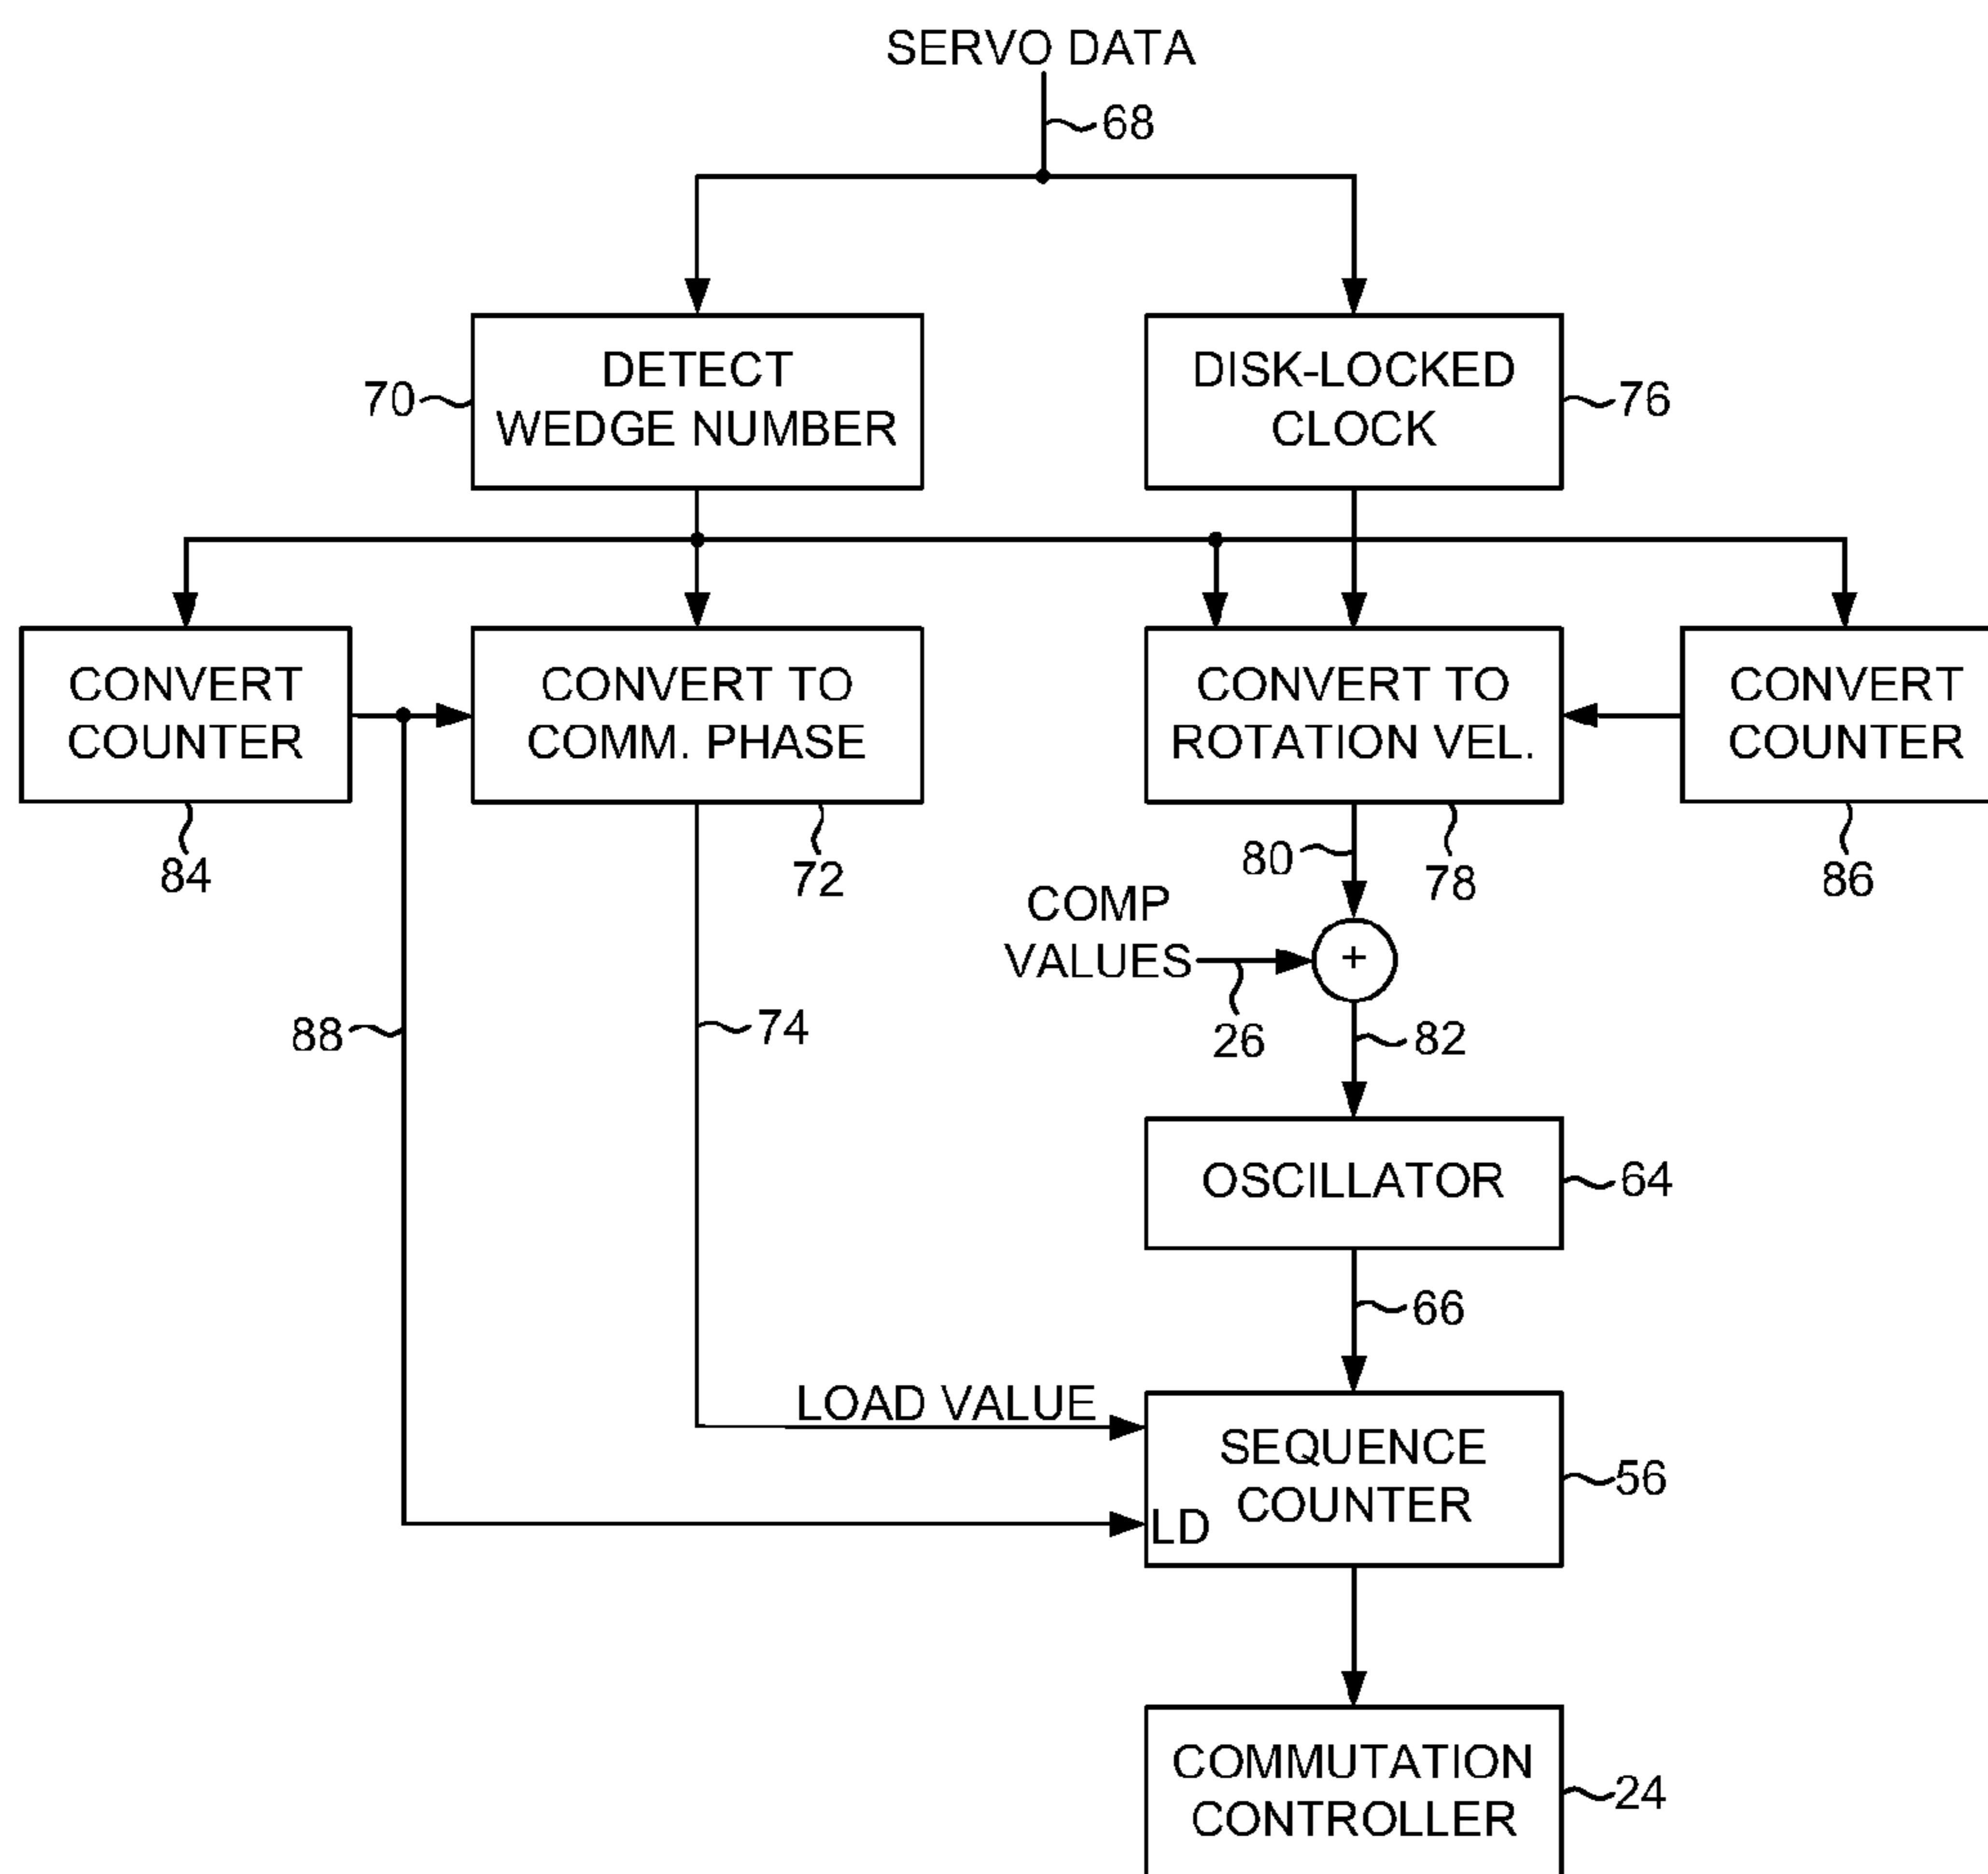 SERVO DATA
68
DETECT
WEDGE NUMBER
70
DISK-LOCKED
CLOCK
76
CONVERT
COUNTER
84
CONVERT TO
COMM. PHASE
72
CONVERT TO
ROTATION VEL.
78
CONVERT
COUNTER
86
80
COMP
VALUES
26
+
82
88
74
OSCILLATOR
64
66
LOAD VALUE
SEQUENCE
COUNTER
LD
56
COMMUTATION
CONTROLLER
24